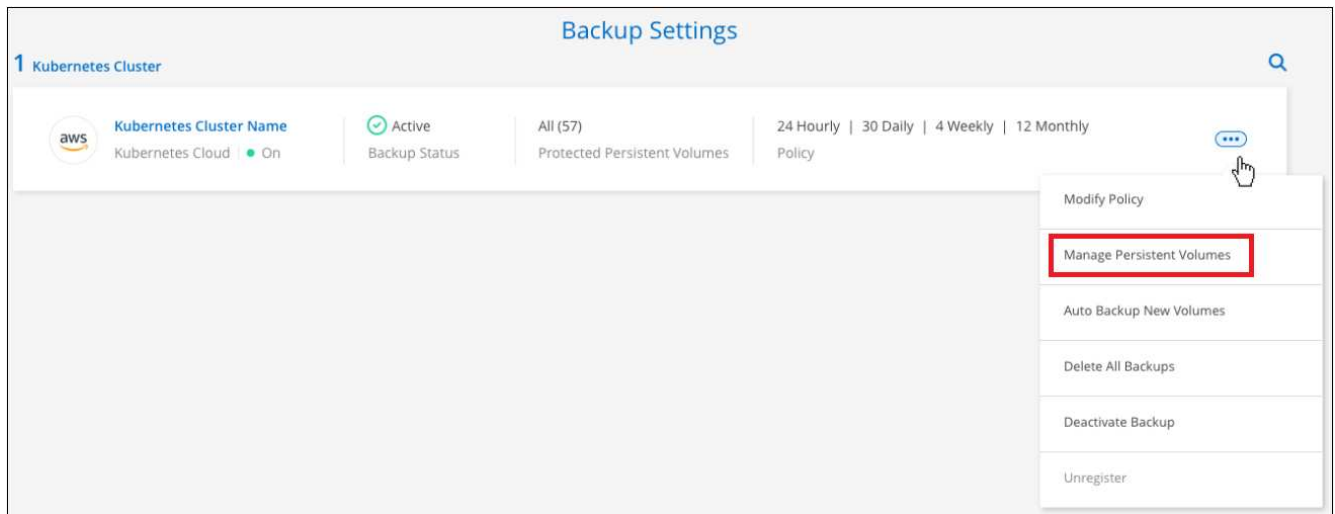 Backup Settings
1 Kubernetes Cluster
aws
Kubernetes Cluster Name
Kubernetes Cloud
On
Active
Backup Status
All (57)
Protected Persistent Volumes
24 Hourly | 30 Daily | 4 Weekly | 12 Monthly
Policy
Modify Policy
Manage Persistent Volumes
Auto Backup New Volumes
Delete All Backups
Deactivate Backup
Unregister